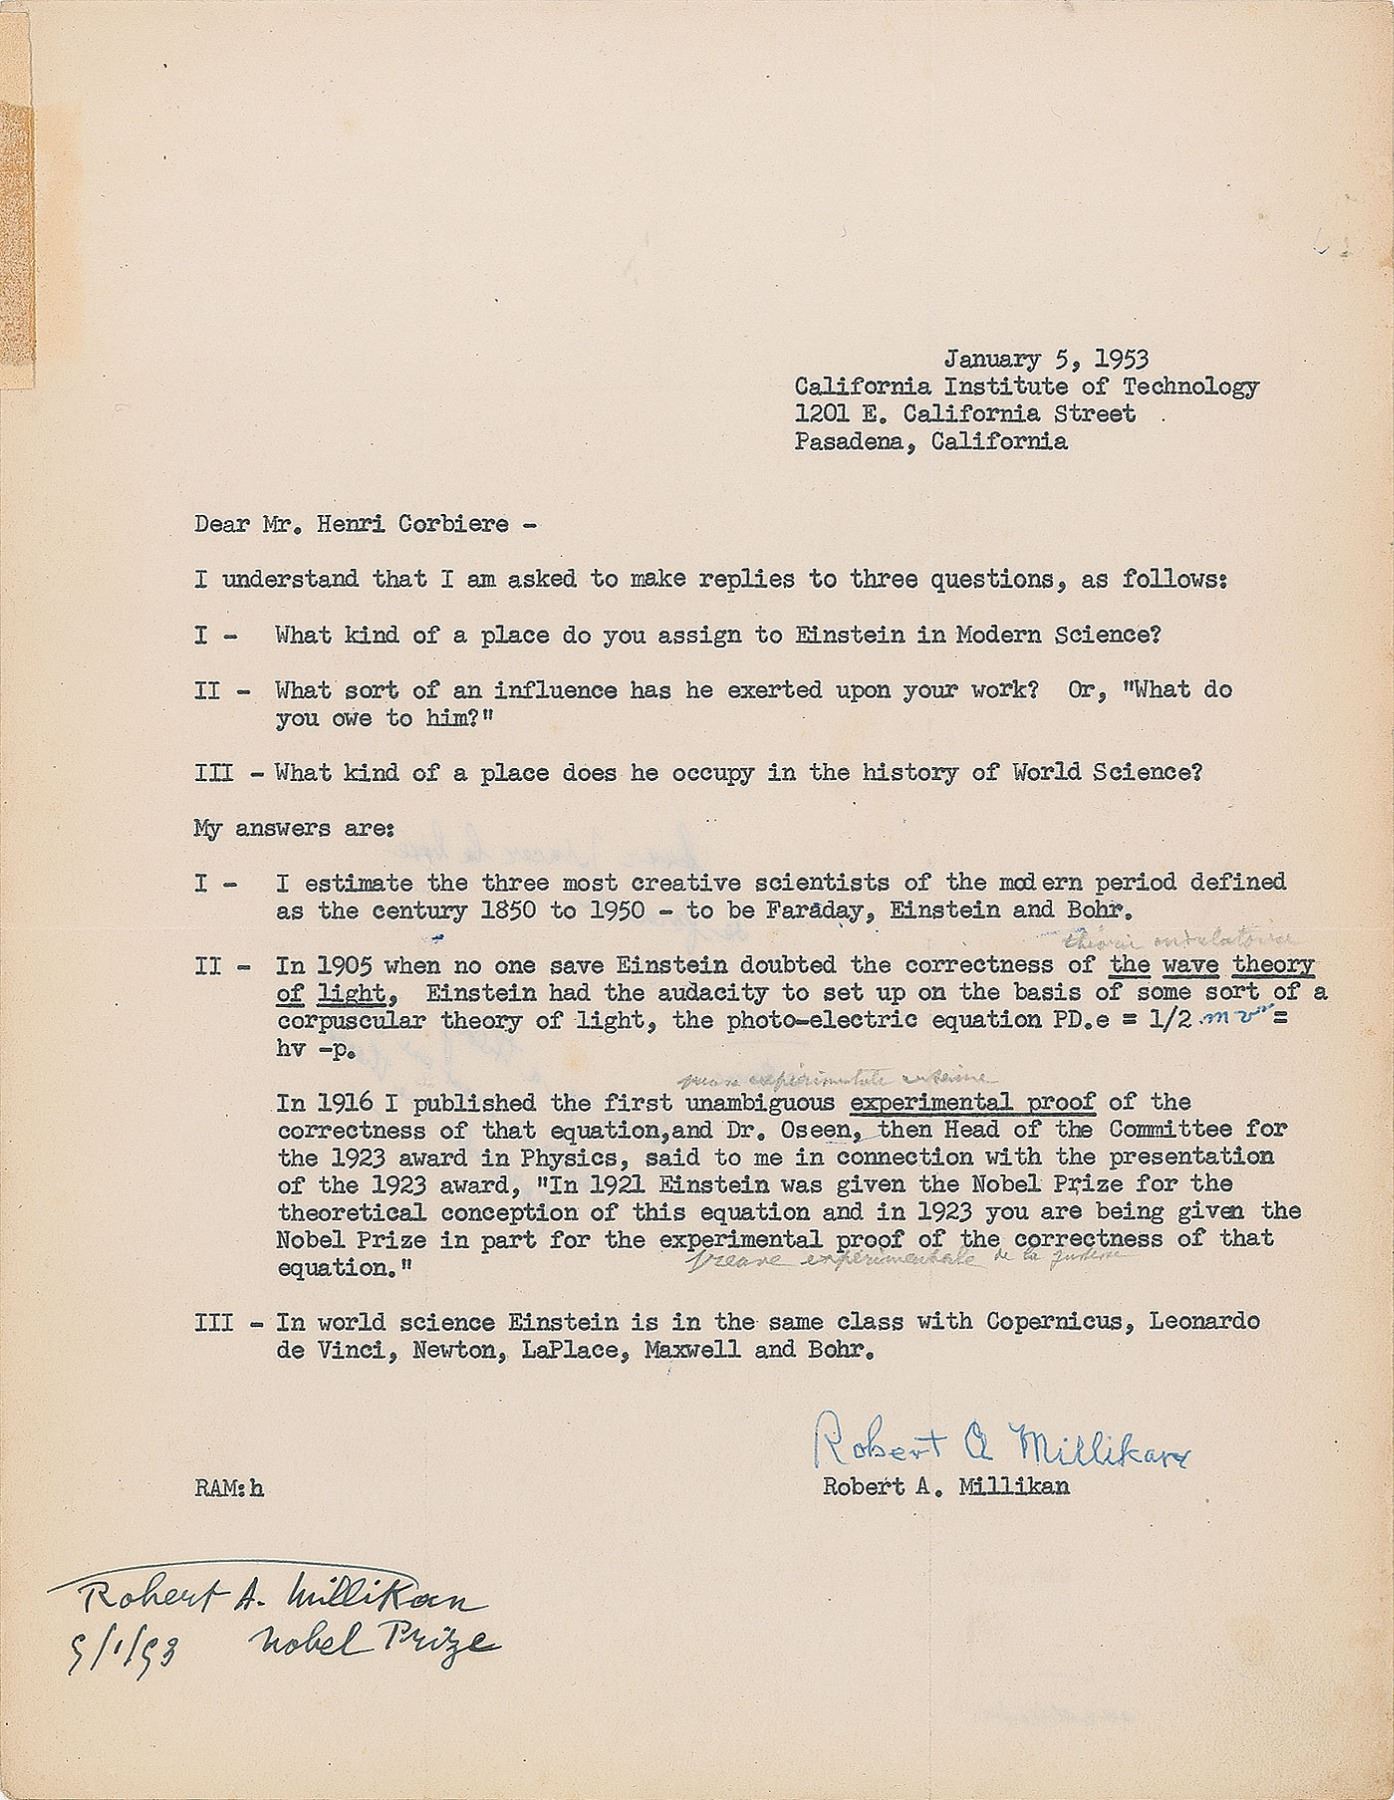 January 5, 1953
California Institute of Technology
1201 E. California Street
Pasadena, California
Dear Mr. Henri Corbiere -
I understand that I am asked to make replies to three questions, as follows:
I - What kind of a place do you assign to Einstein in Modern Science?
II - What sort of an influence has he exerted upon your work? Or, "What do
you owe to him?"
III - What kind of a place does he occupy in the history of World Science?
My answers are:
I - I estimate the three most creative scientists of the modern period defined
as the century 1850 to 1950 - to be Faraday, Einstein and Bohr.
théorie ondulatoire
II - In 1905 when no one save Einstein doubted the correctness of the wave theory
of light, Einstein had the audacity to set up on the basis of some sort of a
corpuscular theory of light, the photo-electric equation PD.e = 1/2 m v² =
hv -p.
preuve expérimentale
In 1916 I published the first unambiguous experimental proof of the
correctness of that equation,and Dr. Oseen, then Head of the Committee for
the 1923 award in Physics, said to me in connection with the presentation
of the 1923 award, "In 1921 Einstein was given the Nobel Prize for the
theoretical conception of this equation and in 1923 you are being given the
Nobel Prize in part for the experimental proof of the correctness of that
preuve expérimentale de la justesse
equation."
III - In world science Einstein is in the same class with Copernicus, Leonardo
de Vinci, Newton, LaPlace, Maxwell and Bohr.
Robert A Millikan
RAM:h Robert A. Millikan
Robert A. Millikan
5/1/53 Nobel Prize